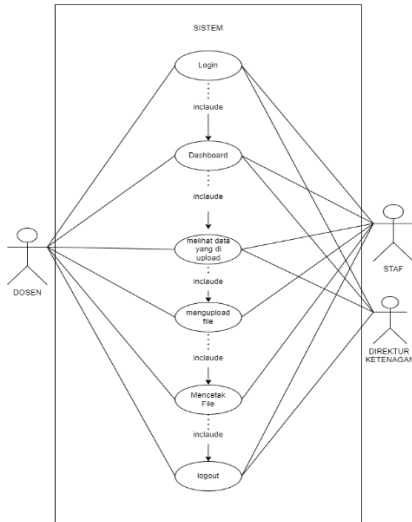 SISTEM
Login
inclaude
Dashboard
inclaude
melihat data
yang di
upload
inclaude
mengupload
file
inclaude
Mencetak
File
inclaude
logout
DOSEN
STAF
DIREKTUR
KETENAGAN